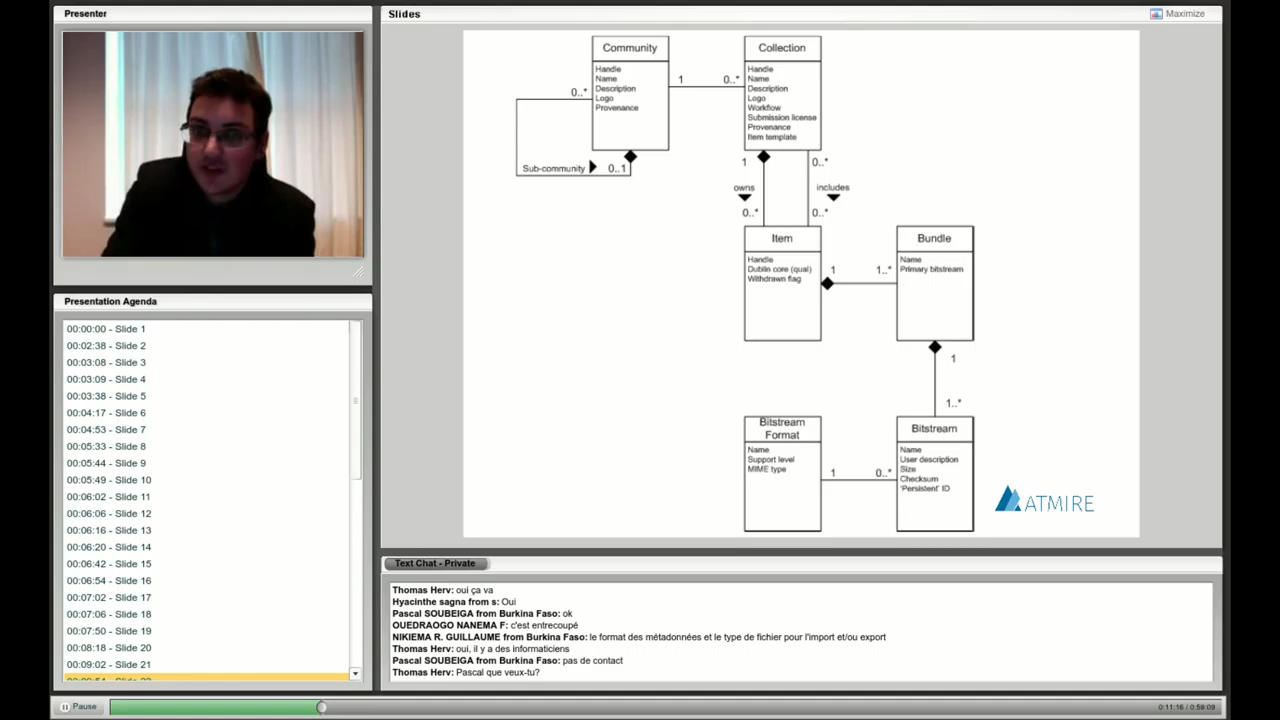 Presenter
Slides
Maximize
Community
Handle
Name
Description
Logo
Provenance
0..*
Sub-community
0..1
1
0..*
Collection
Handle
Name
Description
Logo
Workflow
Submission license
Provenance
Item template
1
0..*
owns
includes
0..*
0..*
Item
Handle
Dublin core (qual)
Withdrawn flag
1
1..*
Bundle
Name
Primary bitstream
1
1..*
Bitstream
Format
Name
Support level
MIME type
1
0..*
Bitstream
Name
User description
Size
Checksum
'Persistent' ID
ATMIRE
Presentation Agenda
00:00:00 - Slide 1
00:02:38 - Slide 2
00:03:08 - Slide 3
00:03:09 - Slide 4
00:03:38 - Slide 5
00:04:17 - Slide 6
00:04:53 - Slide 7
00:05:33 - Slide 8
00:05:44 - Slide 9
00:05:49 - Slide 10
00:06:02 - Slide 11
00:06:06 - Slide 12
00:06:16 - Slide 13
00:06:20 - Slide 14
00:06:42 - Slide 15
00:06:54 - Slide 16
00:07:02 - Slide 17
00:07:06 - Slide 18
00:07:50 - Slide 19
00:08:18 - Slide 20
00:09:02 - Slide 21
Text Chat - Private
Thomas Herv: oui ça va
Hyacinthe sagna from s: Oui
Pascal SOUBEIGA from Burkina Faso: ok
OUEDRAOGO NANEMA F: c'est entrecoupé
NIKIEMA R. GUILLAUME from Burkina Faso: le format des métadonnées et le type de fichier pour l'import et/ou export
Thomas Herv: oui, il y a des informaticiens
Pascal SOUBEIGA from Burkina Faso: pas de contact
Thomas Herv: Pascal que veux-tu?
Pause
0:11:16 / 0:59:09